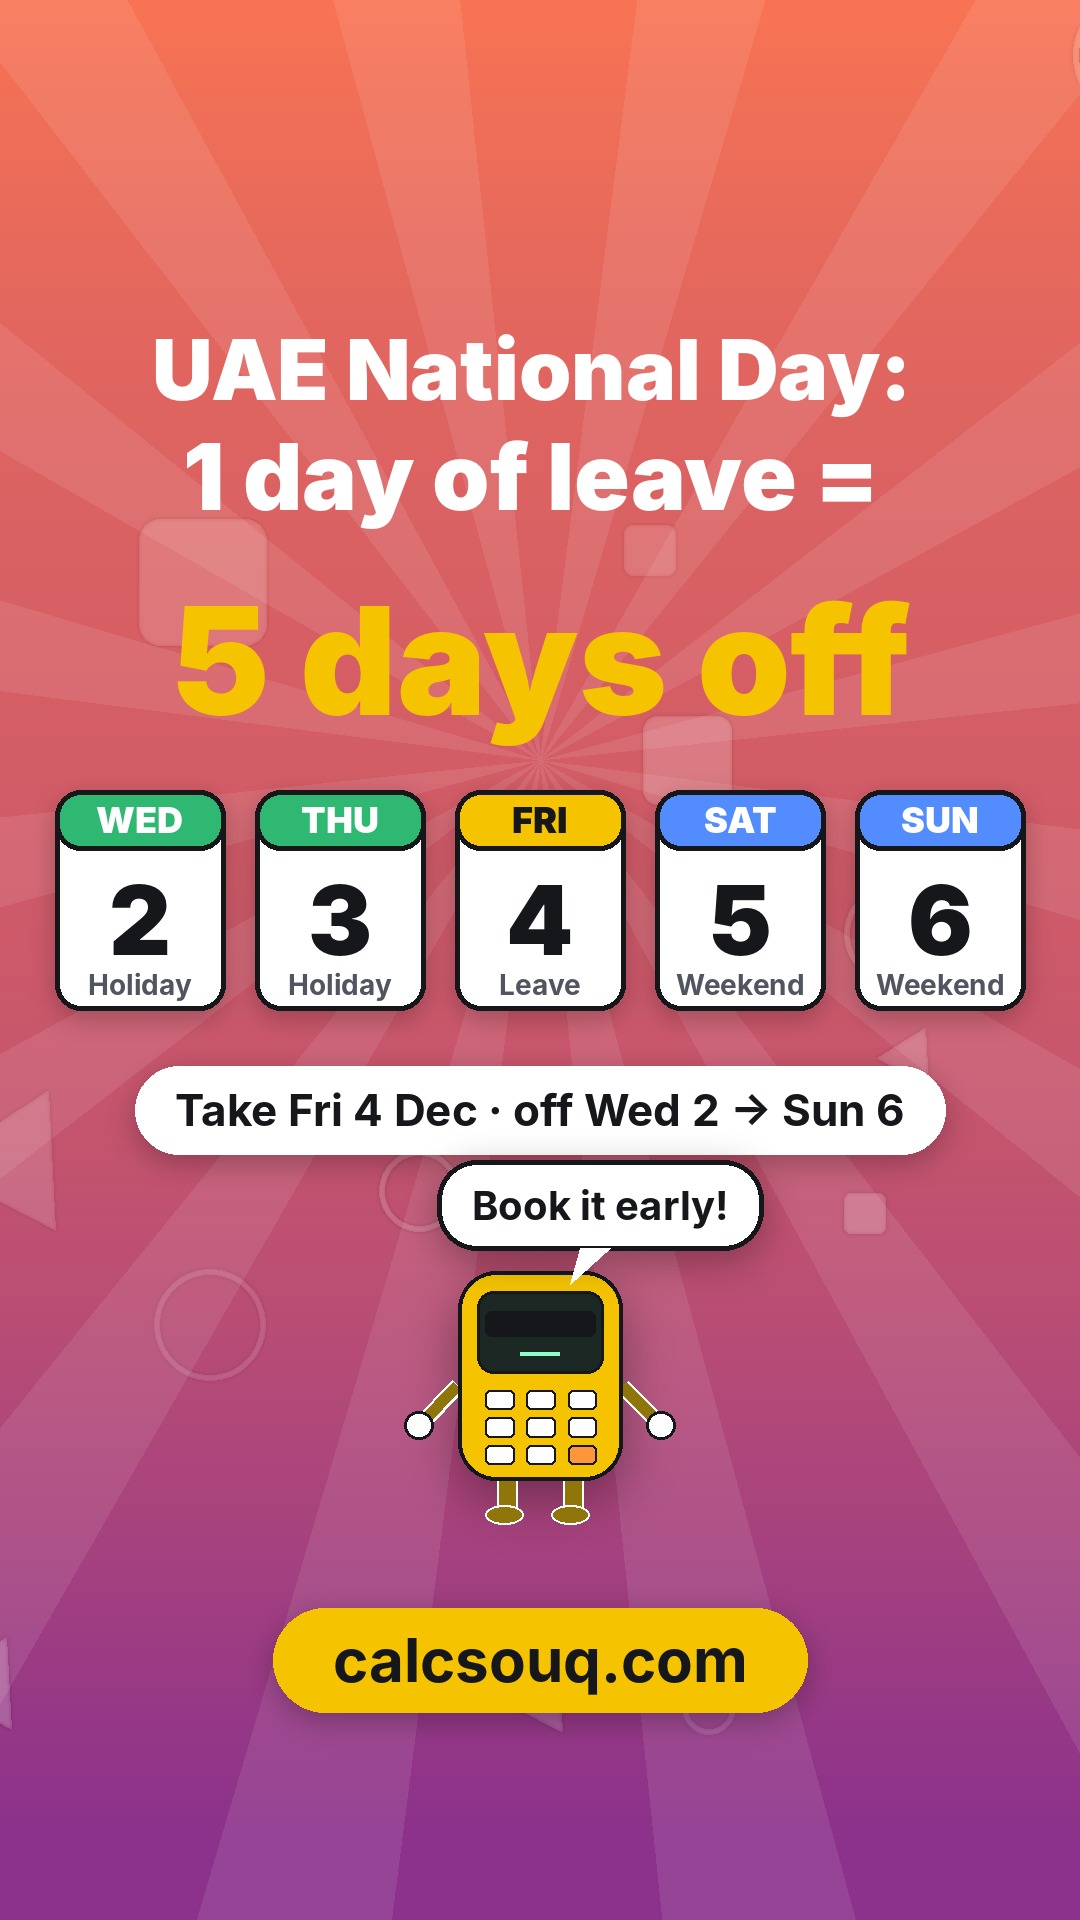 UAE National Day:
1 day of leave =
5 days off
WED THU FRI SAT SUN
2 3 4 5 6
Holiday Holiday Leave Weekend Weekend
Take Fri 4 Dec · off Wed 2 → Sun 6
Book it early!
calcsouq.com